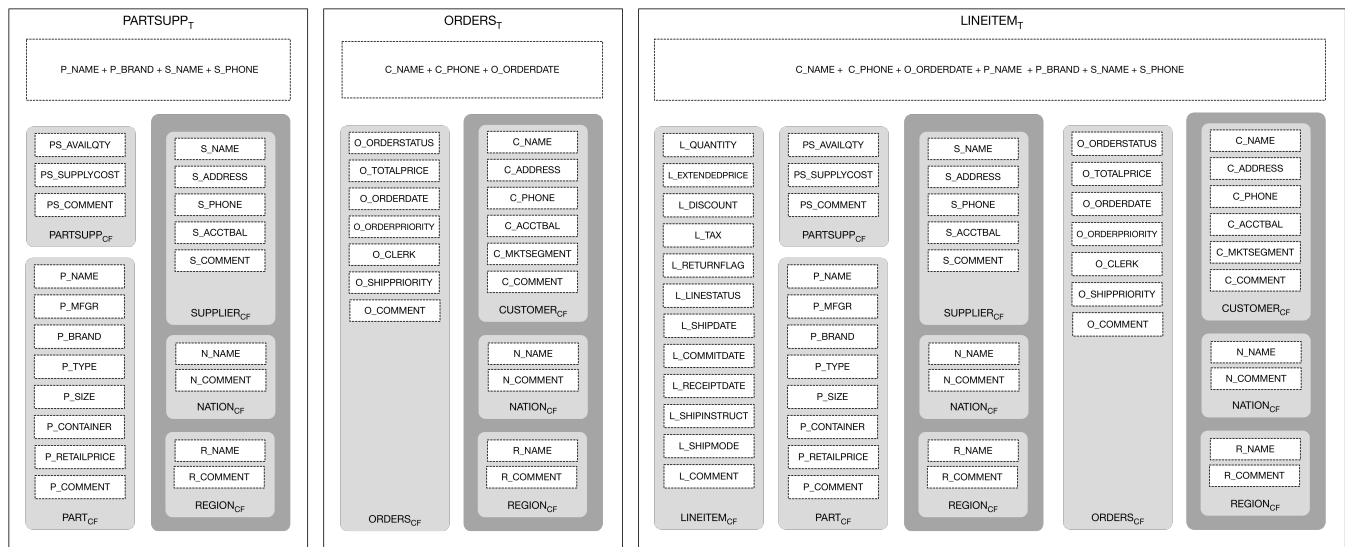 PARTSUPP_T
P_NAME + P_BRAND + S_NAME + S_PHONE
PS_AVAILQTY
PS_SUPPLYCOST
PS_COMMENT
PARTSUPP_CF
P_NAME
P_MFGR
P_BRAND
P_TYPE
P_SIZE
P_CONTAINER
P_RETAILPRICE
P_COMMENT
PART_CF
S_NAME
S_ADDRESS
S_PHONE
S_ACCTBAL
S_COMMENT
SUPPLIER_CF
N_NAME
N_COMMENT
NATION_CF
R_NAME
R_COMMENT
REGION_CF
ORDERS_T
C_NAME + C_PHONE + O_ORDERDATE
O_ORDERSTATUS
O_TOTALPRICE
O_ORDERDATE
O_ORDERPRIORITY
O_CLERK
O_SHIPPRIORITY
O_COMMENT
ORDERS_CF
C_NAME
C_ADDRESS
C_PHONE
C_ACCTBAL
C_MKTSEGMENT
C_COMMENT
CUSTOMER_CF
N_NAME
N_COMMENT
NATION_CF
R_NAME
R_COMMENT
REGION_CF
LINEITEM_T
C_NAME + C_PHONE + O_ORDERDATE + P_NAME + P_BRAND + S_NAME + S_PHONE
L_QUANTITY
L_EXTENDEDPRICE
L_DISCOUNT
L_TAX
L_RETURNFLAG
L_LINESTATUS
L_SHIPDATE
L_COMMITDATE
L_RECEIPTDATE
L_SHIPINSTRUCT
L_SHIPMODE
L_COMMENT
LINEITEM_CF
PS_AVAILQTY
PS_SUPPLYCOST
PS_COMMENT
PARTSUPP_CF
P_NAME
P_MFGR
P_BRAND
P_TYPE
P_SIZE
P_CONTAINER
P_RETAILPRICE
P_COMMENT
PART_CF
S_NAME
S_ADDRESS
S_PHONE
S_ACCTBAL
S_COMMENT
SUPPLIER_CF
N_NAME
N_COMMENT
NATION_CF
R_NAME
R_COMMENT
REGION_CF
O_ORDERSTATUS
O_TOTALPRICE
O_ORDERDATE
O_ORDERPRIORITY
O_CLERK
O_SHIPPRIORITY
O_COMMENT
ORDERS_CF
C_NAME
C_ADDRESS
C_PHONE
C_ACCTBAL
C_MKTSEGMENT
C_COMMENT
CUSTOMER_CF
N_NAME
N_COMMENT
NATION_CF
R_NAME
R_COMMENT
REGION_CF